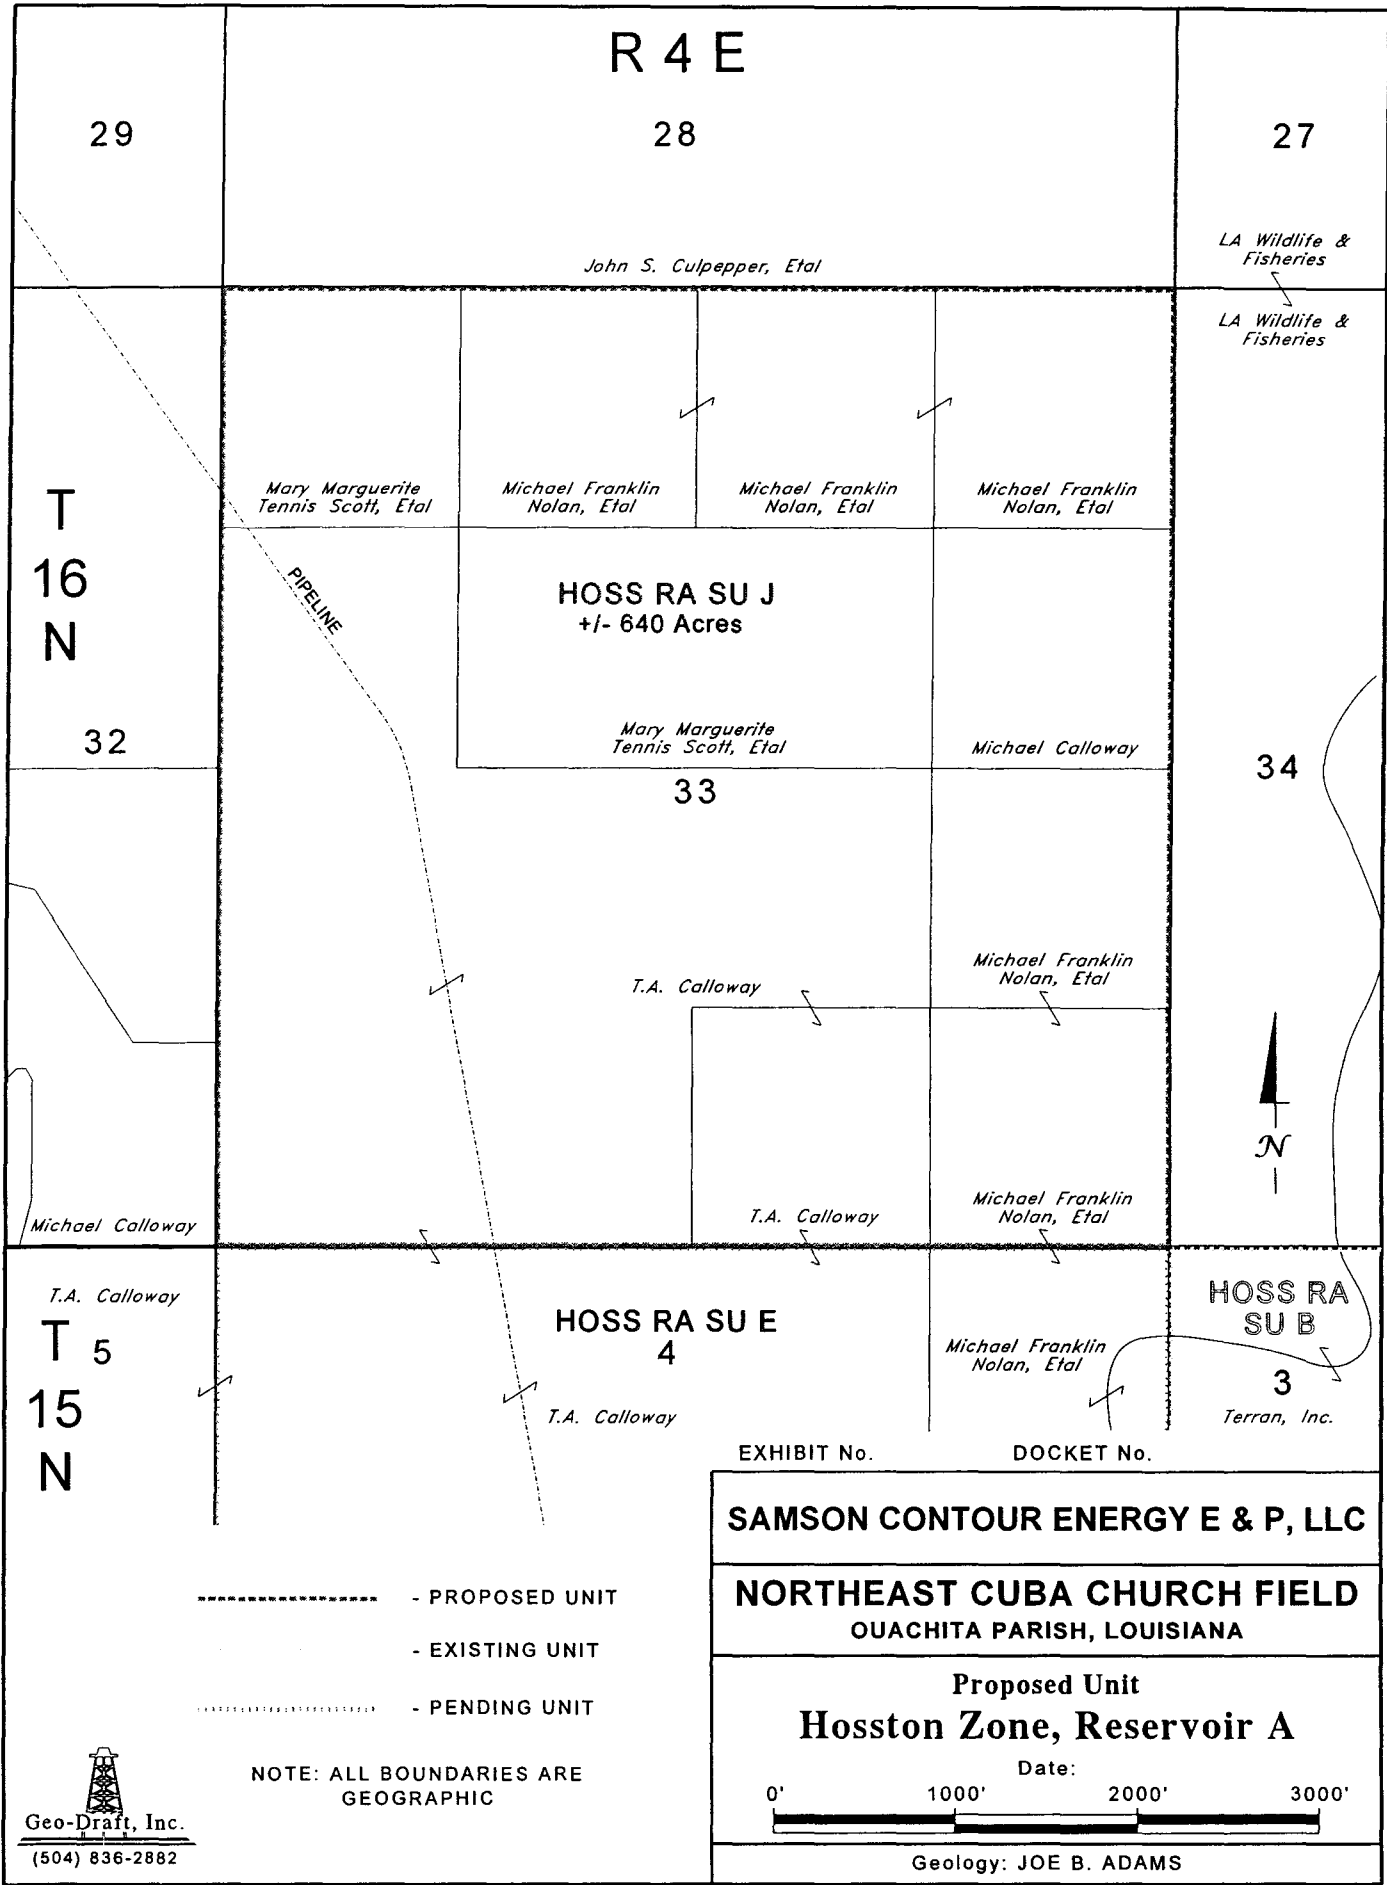 R 4 E
29
28
27
LA Wildlife &
Fisheries
John S. Culpepper, Etal
LA Wildlife &
Fisheries
T
16
N
Mary Marguerite
Tennis Scott, Etal
Michael Franklin
Nolan, Etal
Michael Franklin
Nolan, Etal
Michael Franklin
Nolan, Etal
PIPELINE
HOSS RA SU J
+/- 640 Acres
32
Mary Marguerite
Tennis Scott, Etal
Michael Calloway
33
34
T.A. Calloway
Michael Franklin
Nolan, Etal
N
Michael Calloway
T.A. Calloway
Michael Franklin
Nolan, Etal
T.A. Calloway
T 5
15
N
HOSS RA SU E
4
T.A. Calloway
Michael Franklin
Nolan, Etal
HOSS RA
SU B
3
Terran, Inc.
EXHIBIT No. DOCKET No.
SAMSON CONTOUR ENERGY E & P, LLC
NORTHEAST CUBA CHURCH FIELD
OUACHITA PARISH, LOUISIANA
Proposed Unit
Hosston Zone, Reservoir A
Date:
0' 1000' 2000' 3000'
Geology: JOE B. ADAMS
- PROPOSED UNIT
- EXISTING UNIT
- PENDING UNIT
NOTE: ALL BOUNDARIES ARE
GEOGRAPHIC
Geo-Draft, Inc.
(504) 836-2882